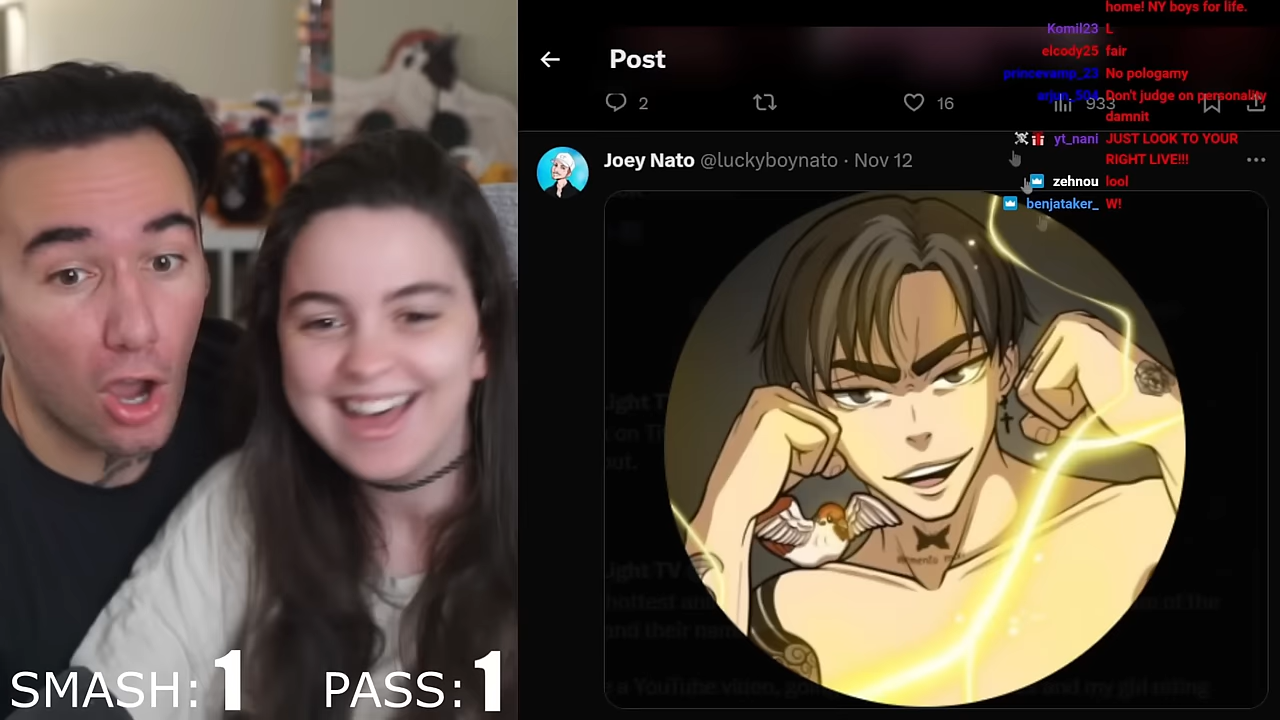 home! NY boys for life.
Komil23 L
elcody25 fair
princevamp_23 No pologamy
arjun_504 Don't judge on personality
damnit
yt_nani JUST LOOK TO YOUR
RIGHT LIVE!!!
zehnou lool
benjataker_ W!
Post
2 16 933
Joey Nato @luckyboynato · Nov 12
SMASH: 1 PASS: 1